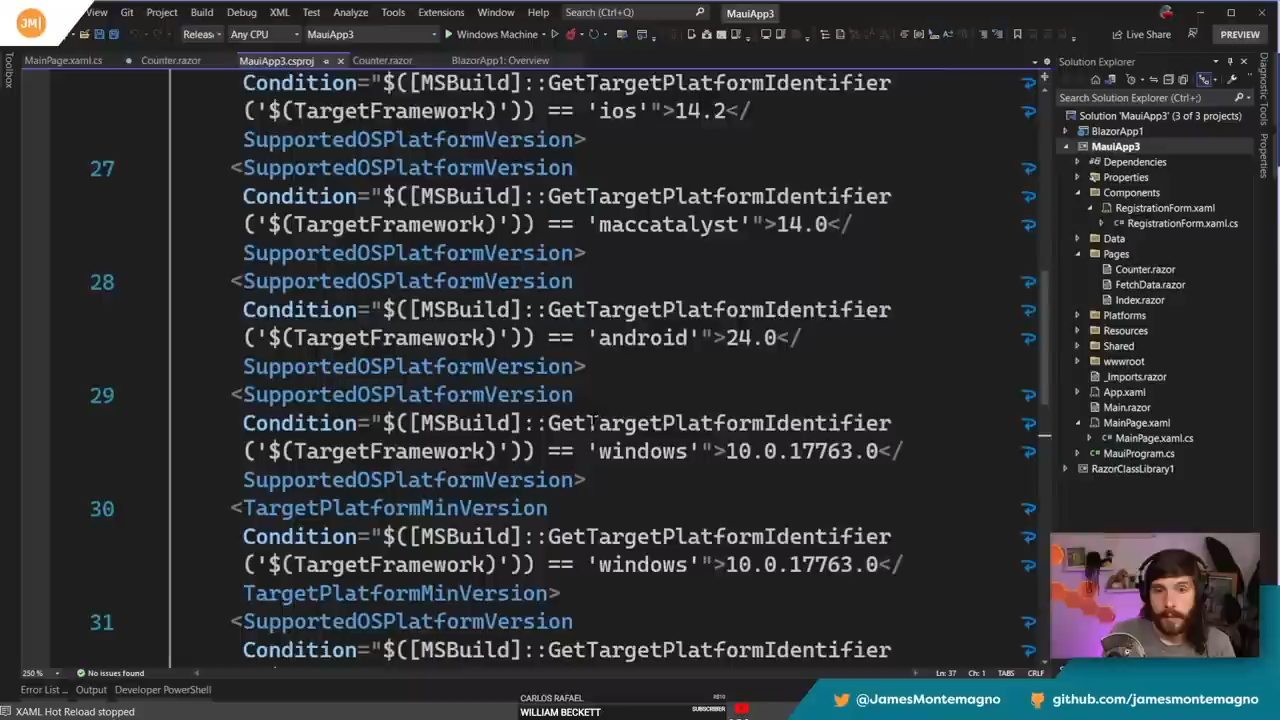 JM|
View
Git
Project
Build
Debug
XML
Test
Analyze
Tools
Extensions
Window
Help
Search (Ctrl+Q)
MauiApp3
Releas
Any CPU
MauiApp3
Windows Machine
Live Share
PREVIEW
Toolbox
MainPage.xaml.cs
Counter.razor
MauiApp3.csproj
Counter.razor
BlazorApp1: Overview
Condition="$([MSBuild]::GetTargetPlatformIdentifier
('$(TargetFramework)')) == 'ios'">14.2</
SupportedOSPlatformVersion>
27 <SupportedOSPlatformVersion
Condition="$([MSBuild]::GetTargetPlatformIdentifier
('$(TargetFramework)')) == 'maccatalyst'">14.0</
SupportedOSPlatformVersion>
28 <SupportedOSPlatformVersion
Condition="$([MSBuild]::GetTargetPlatformIdentifier
('$(TargetFramework)')) == 'android'">24.0</
SupportedOSPlatformVersion>
29 <SupportedOSPlatformVersion
Condition="$([MSBuild]::GetTargetPlatformIdentifier
('$(TargetFramework)')) == 'windows'">10.0.17763.0</
SupportedOSPlatformVersion>
30 <TargetPlatformMinVersion
Condition="$([MSBuild]::GetTargetPlatformIdentifier
('$(TargetFramework)')) == 'windows'">10.0.17763.0</
TargetPlatformMinVersion>
31 <SupportedOSPlatformVersion
Condition="$([MSBuild]::GetTargetPlatformIdentifier
Solution Explorer
Search Solution Explorer (Ctrl+;)
Solution 'MauiApp3' (3 of 3 projects)
BlazorApp1
MauiApp3
Dependencies
Properties
Components
RegistrationForm.xaml
RegistrationForm.xaml.cs
Data
Pages
Counter.razor
FetchData.razor
Index.razor
Platforms
Resources
Shared
wwwroot
_Imports.razor
App.xaml
Main.razor
MainPage.xaml
MainPage.xaml.cs
MauiProgram.cs
RazorClassLibrary1
Diagnostic Tools
Properties
250 %
No issues found
Ln: 37
Ch: 1
TABS
CRLF
Error List ...
Output
Developer PowerShell
XAML Hot Reload stopped
CARLOS RAFAEL
WILLIAM BECKETT
SUBSCRIBER
@JamesMontemagno
github.com/jamesmontemagno